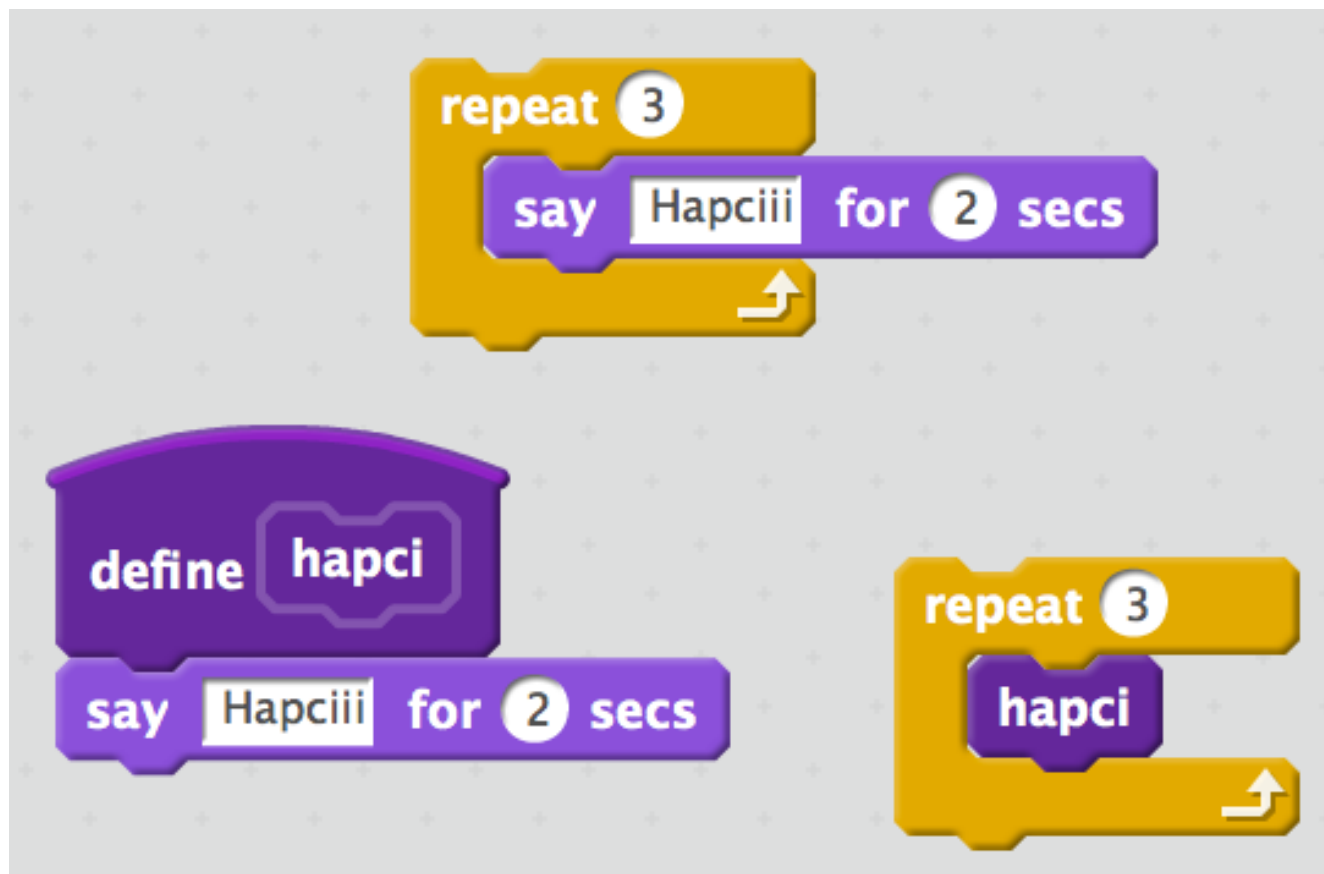 repeat 3
say Hapciii for 2 secs
define hapci
say Hapciii for 2 secs
repeat 3
hapci